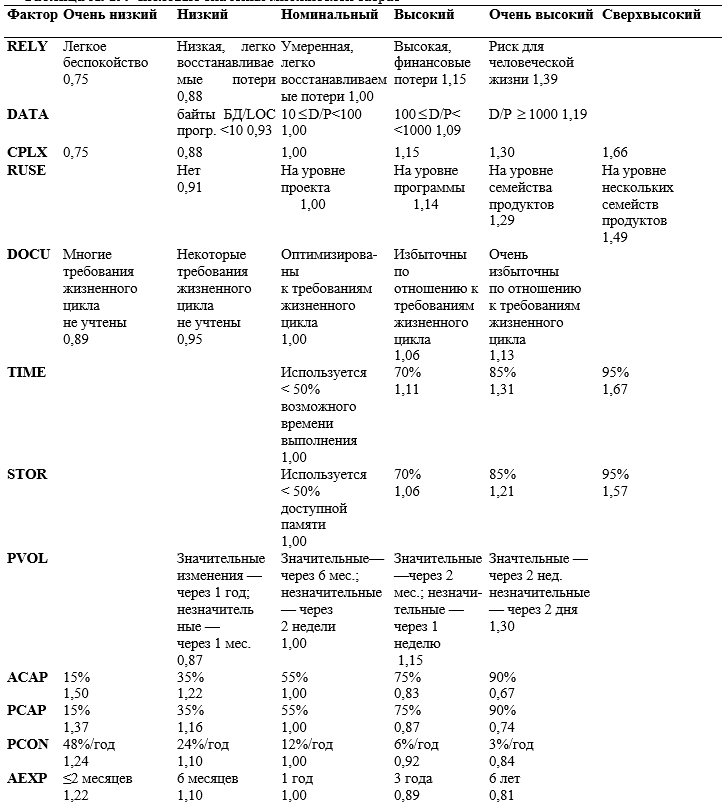 Фактор Очень низкий Низкий Номинальный Высокий Очень высокий Сверхвысокий
RELY Легкое Низкая, легко Умеренная, Высокая, Риск для
беспокойство восстанавливае легко финансовые человеческой
0,75 мые потери восстанавливаем потери 1,15 жизни 1,39
0,88 ые потери 1,00
DATA байты БД/LOC 10 ≤D/P<100 100≤D/P< D/P ≥ 1000 1,19
прогр. <10 0,93 1,00 <1000 1,09
CPLX 0,75 0,88 1,00 1,15 1,30 1,66
RUSE Нет На уровне На уровне На уровне На уровне
0,91 проекта программы семейства нескольких
1,00 1,14 продуктов семейств
1,29 продуктов
1,49
DOCU Многие Некоторые Оптимизирова- Избыточны Очень
требования требования ны по избыточны
жизненного жизненного к требованиям отношению к по отношению
цикла цикла жизненного требованиям к требованиям
не учтены не учтены цикла жизненного жизненного
0,89 0,95 1,00 цикла цикла
1,06 1,13
TIME Используется 70% 85% 95%
< 50% 1,11 1,31 1,67
возможного
времени
выполнения
1,00
STOR Используется 70% 85% 95%
< 50% 1,06 1,21 1,57
доступной
памяти
1,00
PVOL Значительные Значительные— Значительные Значтельные —
изменения — через 6 мес.; —через 2 через 2 нед.
через 1 год; незначительные мес.; незначи- незначительные
незначитель — через тельные — — через 2 дня
ные — 2 недели через 1 1,30
через 1 мес. 1,00 неделю
0,87 1,15
ACAP 15% 35% 55% 75% 90%
1,50 1,22 1,00 0,83 0,67
PCAP 15% 35% 55% 75% 90%
1,37 1,16 1,00 0,87 0,74
PCON 48%/год 24%/год 12%/год 6%/год 3%/год
1,24 1,10 1,00 0,92 0,84
AEXP ≤2 месяцев 6 месяцев 1 год 3 года 6 лет
1,22 1,10 1,00 0,89 0,81